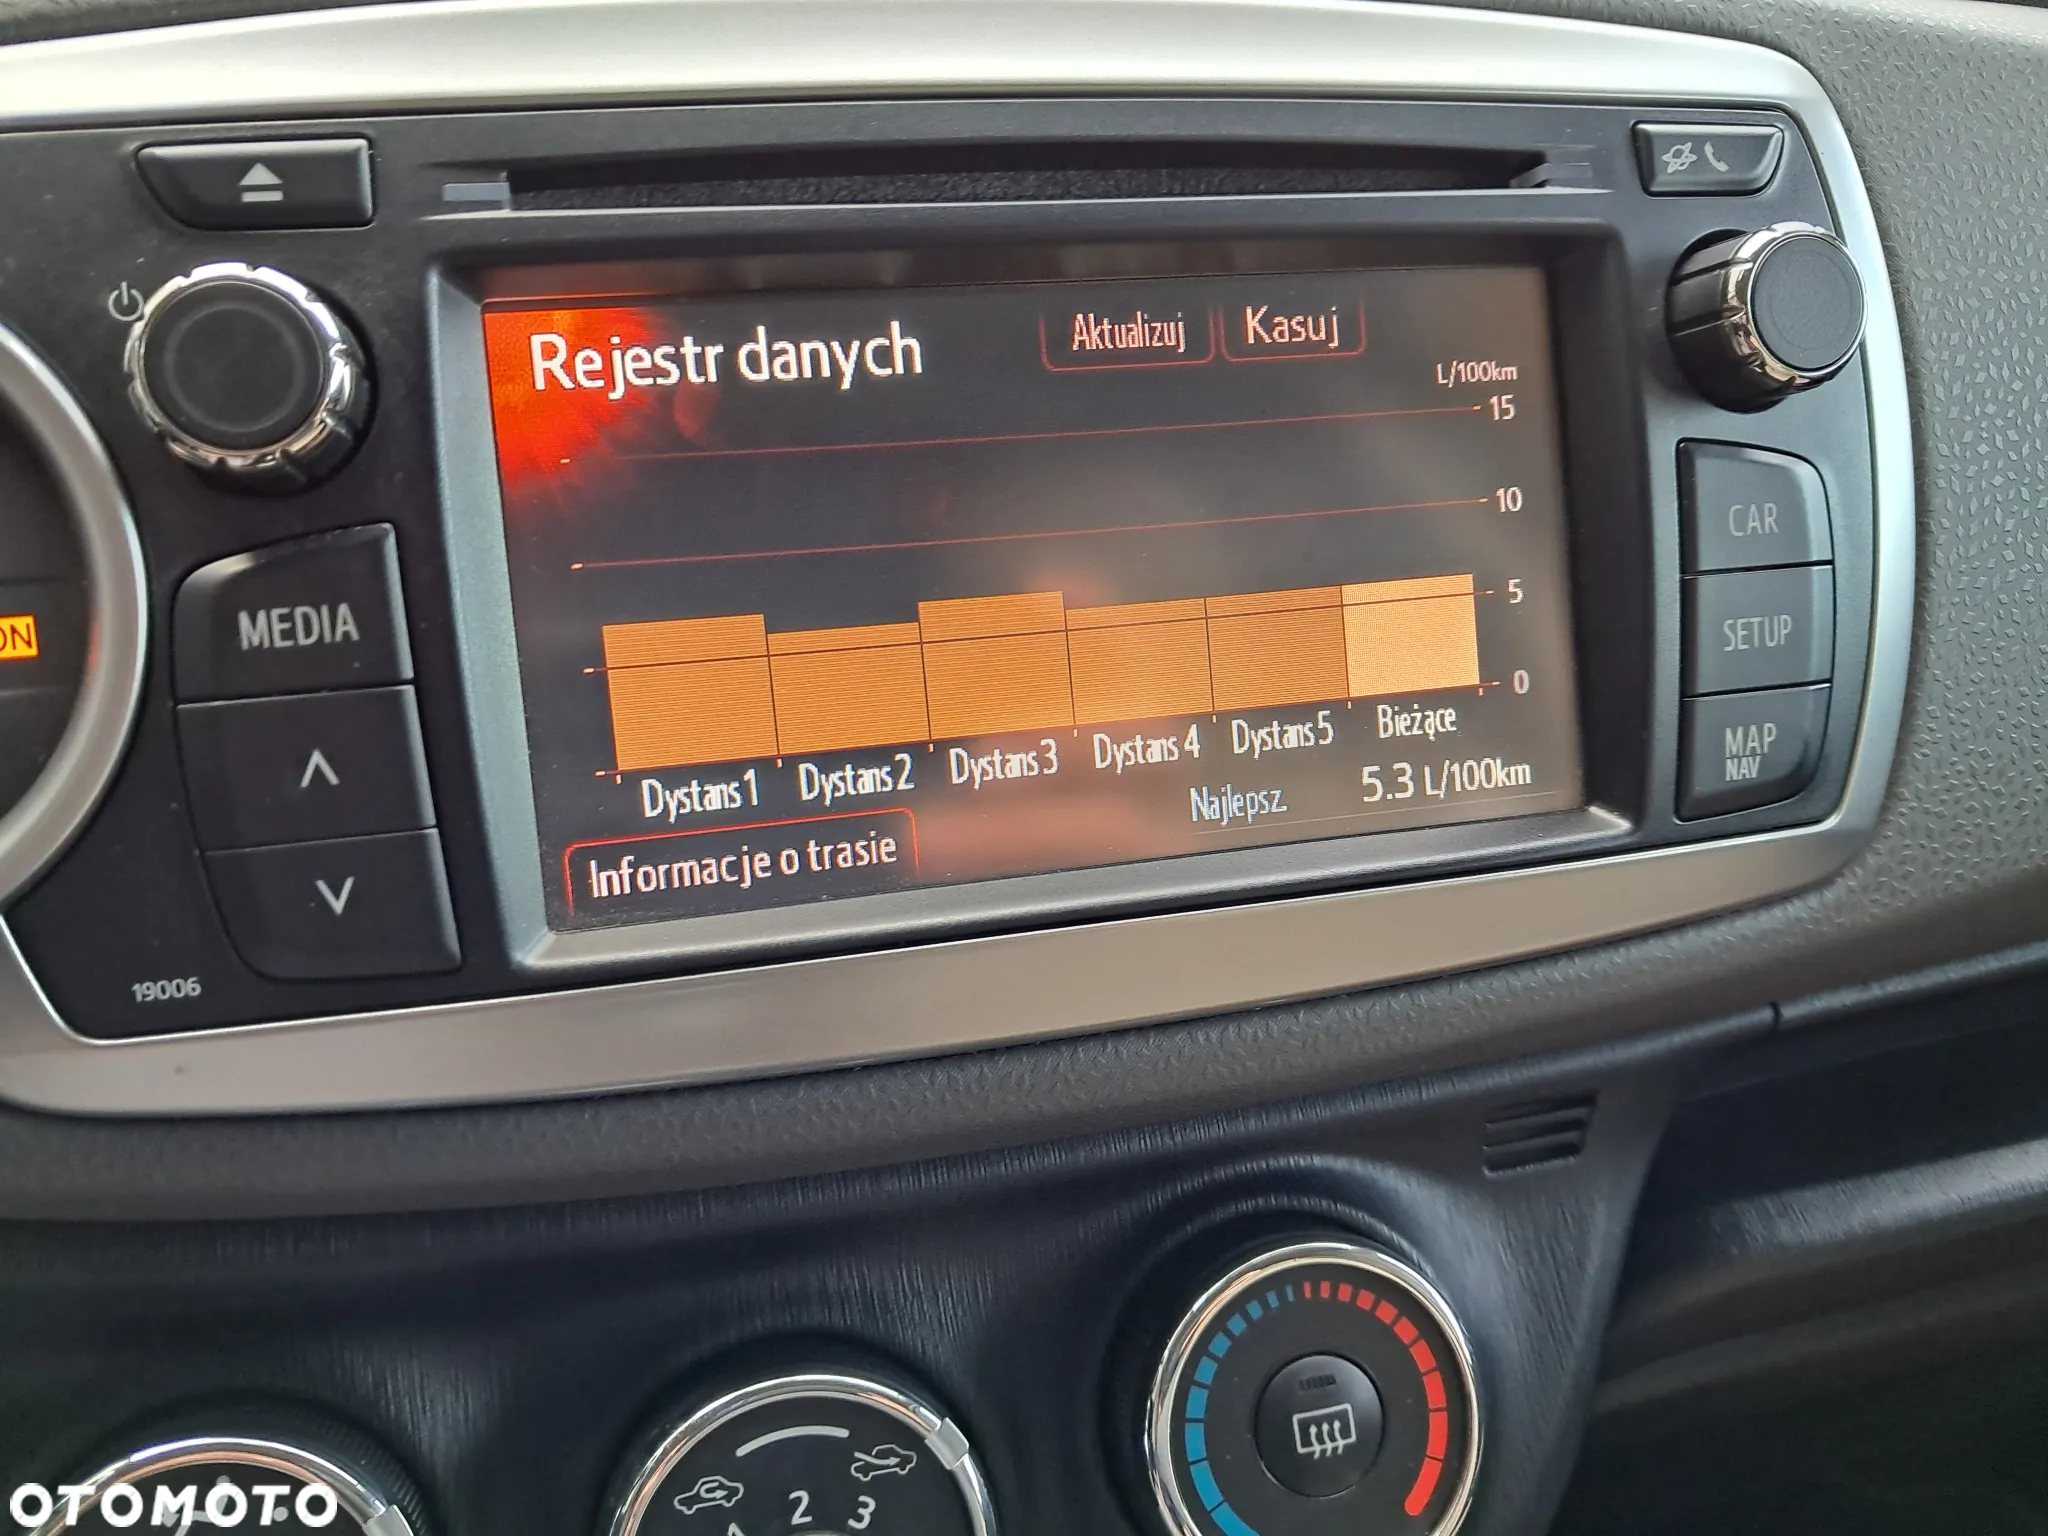 Rejestr danych
Aktualizuj
Kasuj
L/100km
15
10
5
0
Dystans 1
Dystans 2
Dystans 3
Dystans 4
Dystans 5
Bieżące
Najlepsz.
5.3 L/100km
Informacje o trasie
MEDIA
CAR
SETUP
MAP
NAV
19006
2
3
OTOMOTO